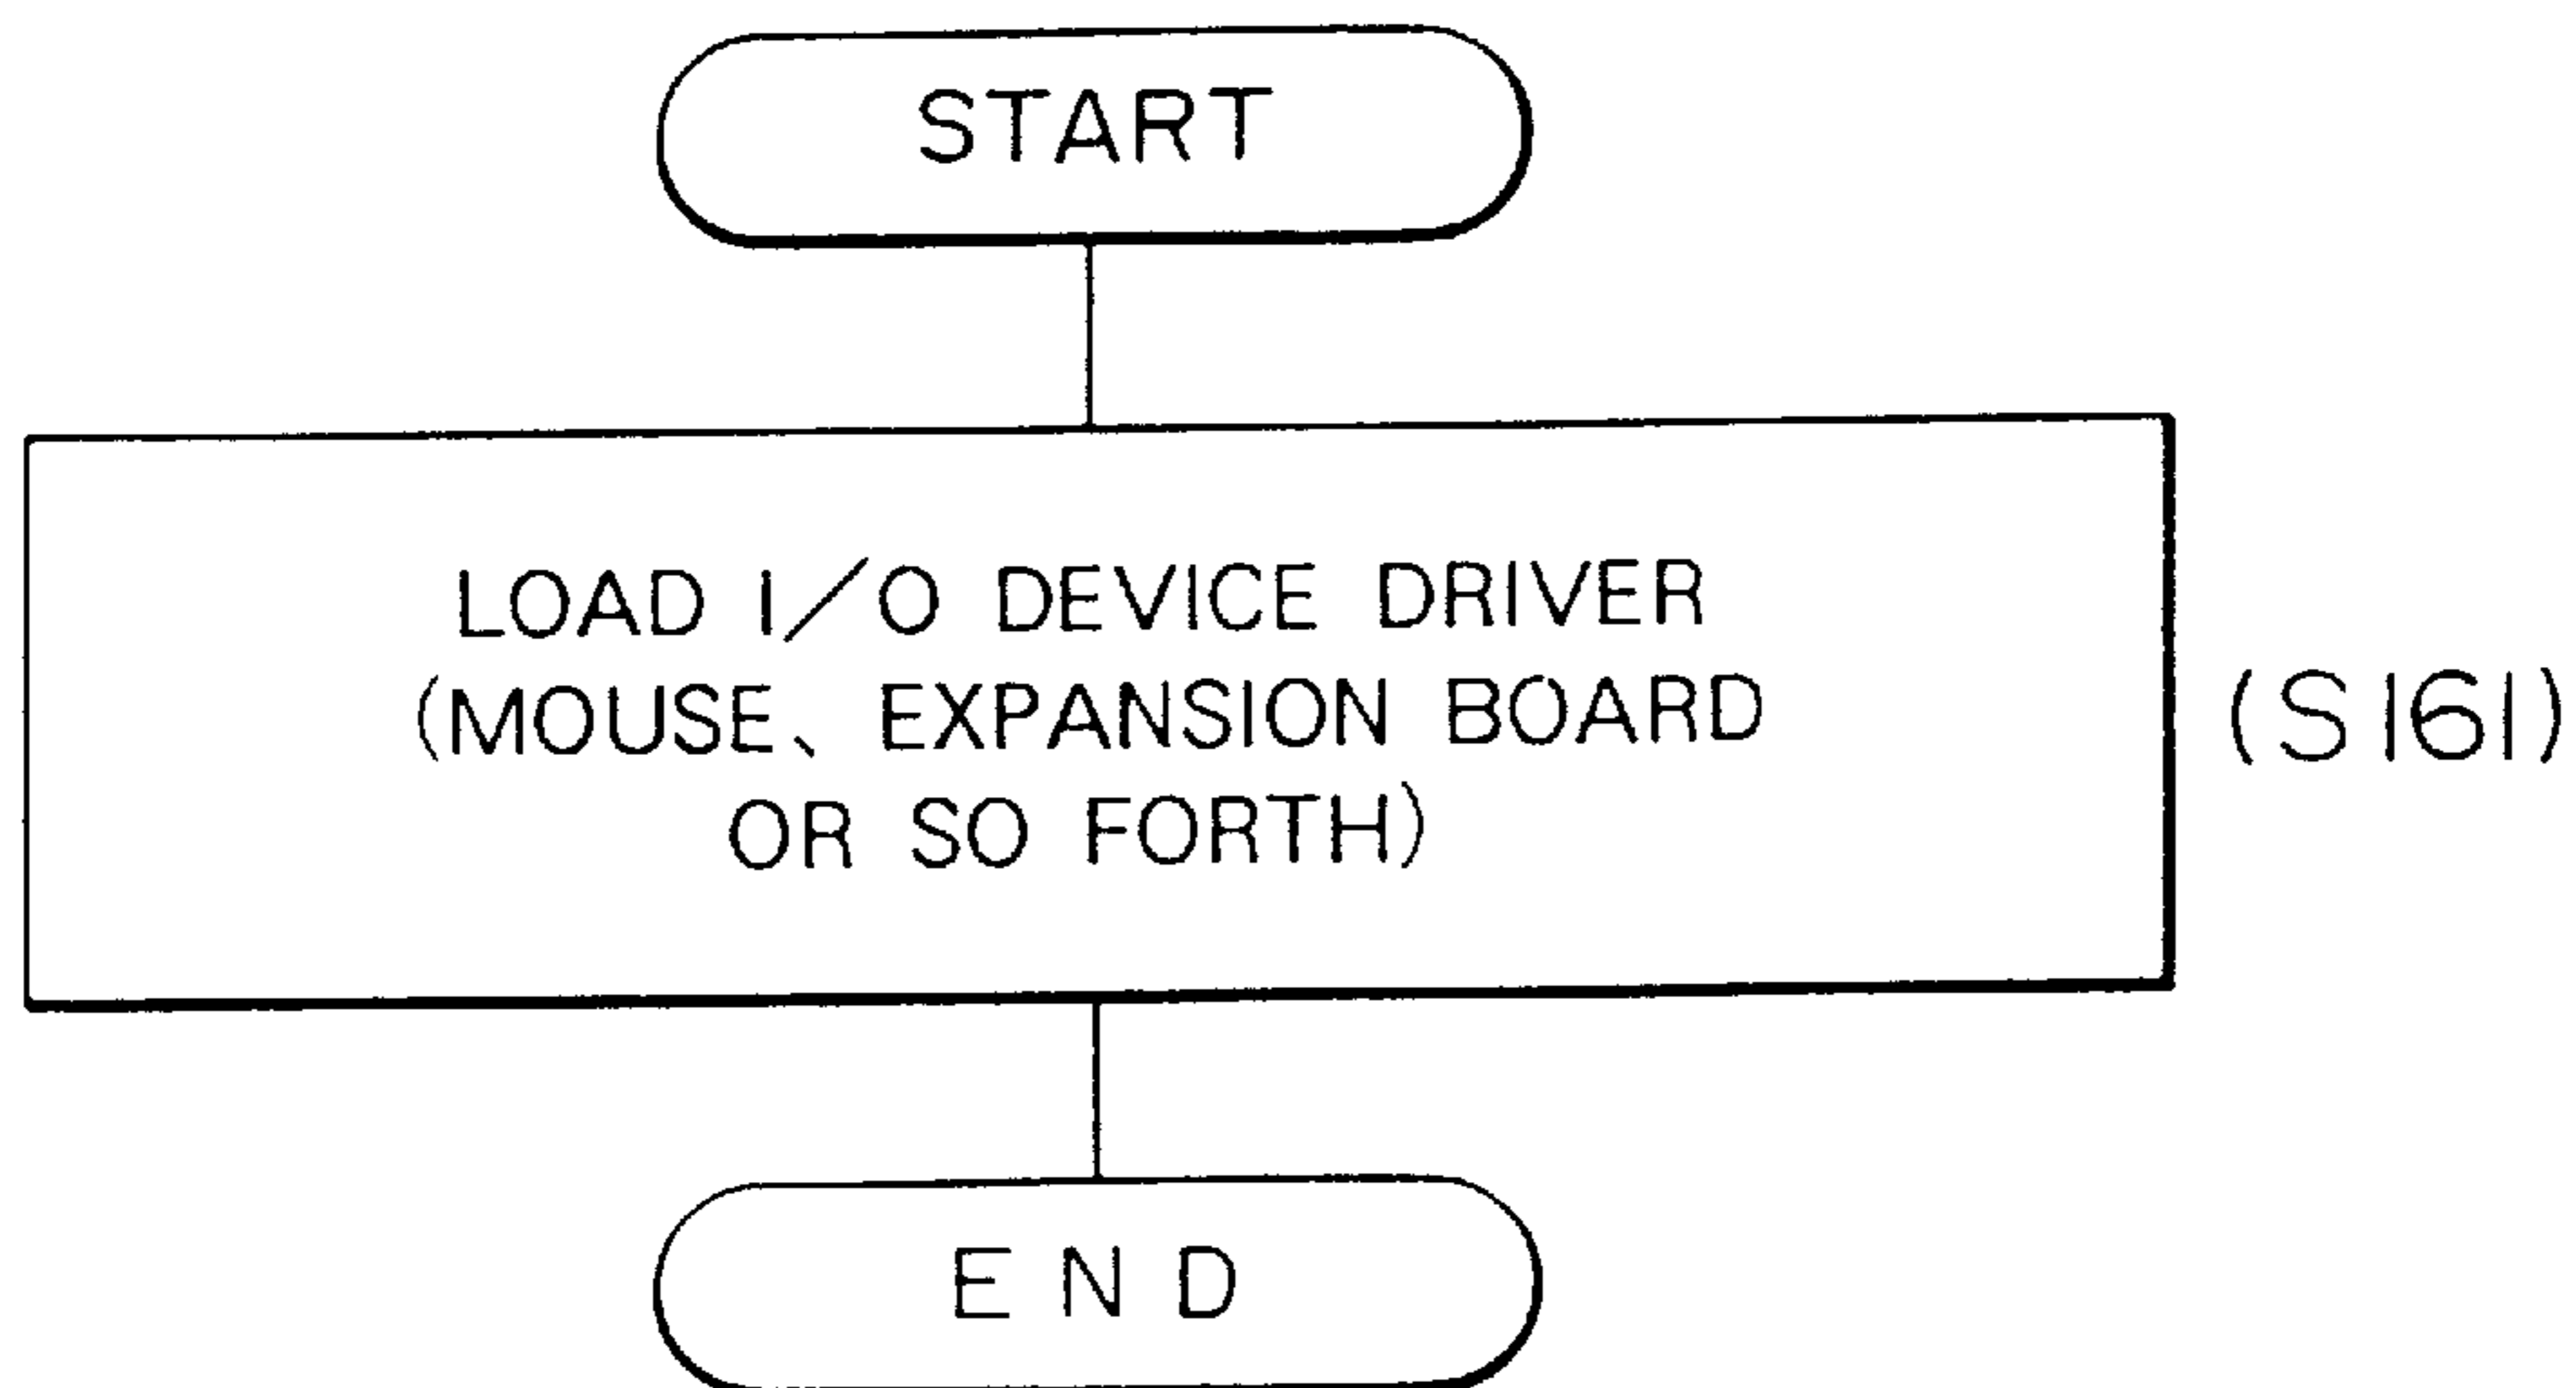 START
LOAD I/O DEVICE DRIVER
(MOUSE、EXPANSION BOARD
OR SO FORTH)
(S161)
END